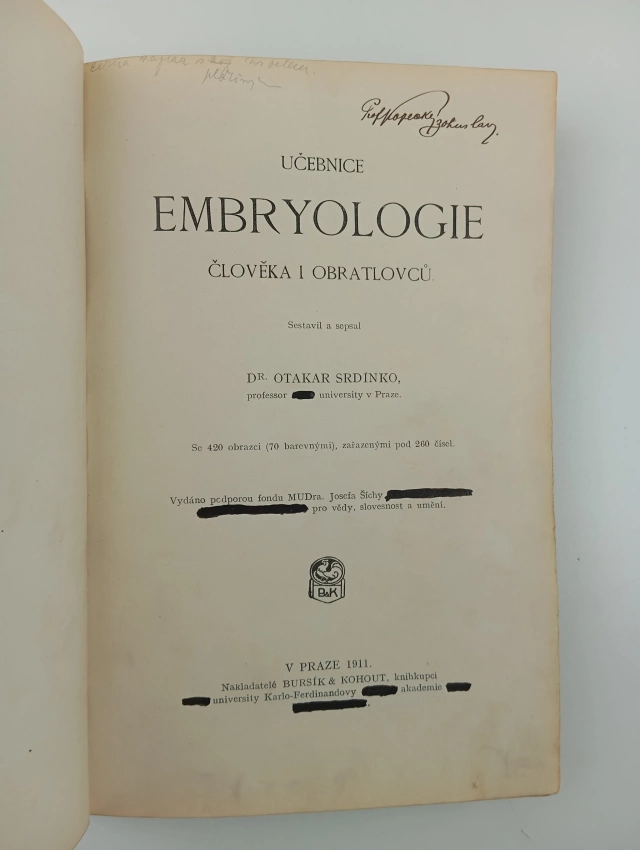 UČEBNICE
EMBRYOLOGIE
ČLOVĚKA I OBRATLOVCŮ.
Sestavil a sepsal
DR. OTAKAR SRDÍNKO,
professor university v Praze.
Se 420 obrazci (70 barevnými), zařazenými pod 260 čísel.
Vydáno podporou fondu MUDra. Josefa Šíchy
pro vědy, slovesnost a umění.
B&K
V PRAZE 1911.
Nakladatelé BURSÍK & KOHOUT, knihkupci
university Karlo-Ferdinandovy akademie